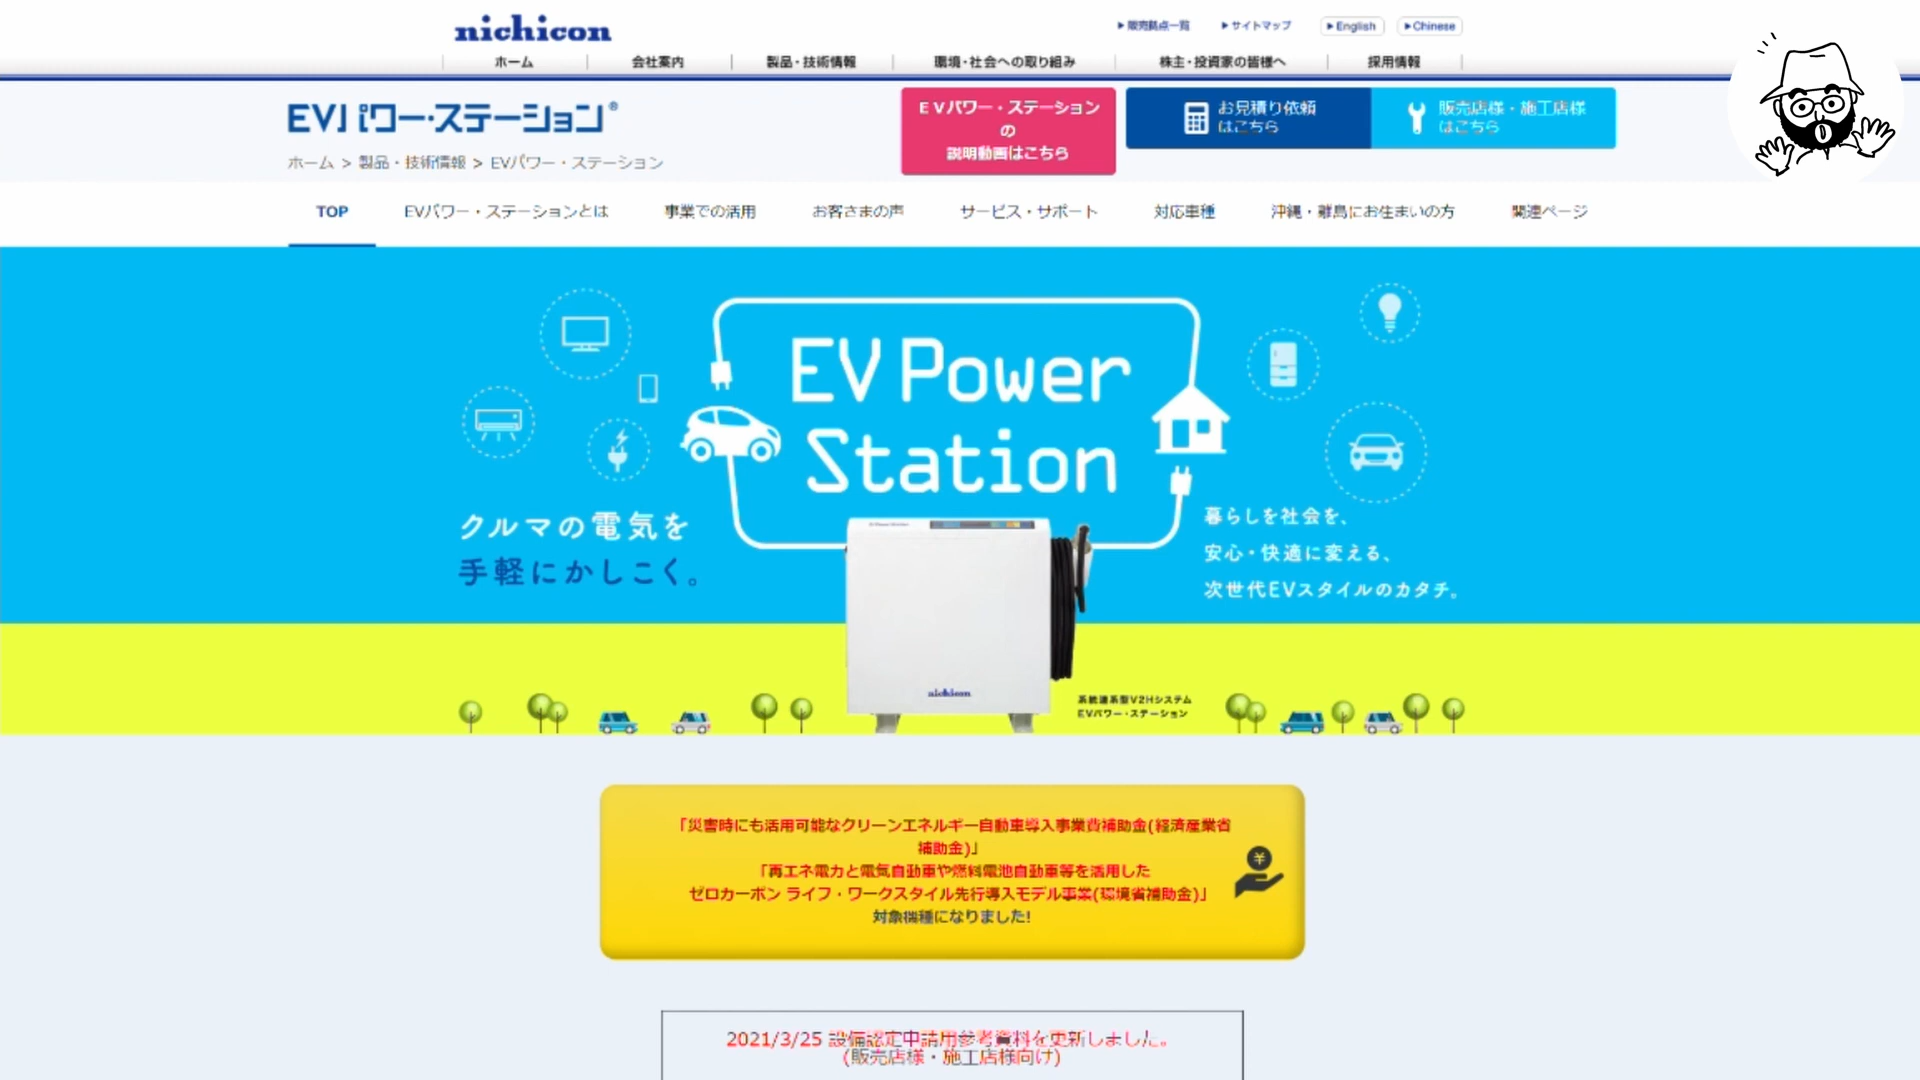 nichicon
販売拠点一覧 サイトマップ English Chinese
ホーム 会社案内 製品・技術情報 環境・社会への取り組み 株主・投資家の皆様へ 採用情報
EVパワー・ステーション®
EVパワー・ステーション
の
説明動画はこちら
お見積り依頼
はこちら
販売店様・施工店様
はこちら
ホーム > 製品・技術情報 > EVパワー・ステーション
TOP EVパワー・ステーションとは 事業での活用 お客さまの声 サービス・サポート 対応車種 沖縄・離島にお住まいの方 関連ページ
EV Power
Station
クルマの電気を
手軽にかしこく。
暮らしを社会を、
安心・快適に変える、
次世代EVスタイルのカタチ。
nichicon
系統連系型V2Hシステム
EVパワー・ステーション
「災害時にも活用可能なクリーンエネルギー自動車導入事業費補助金(経済産業省
補助金)」
「再エネ電力と電気自動車や燃料電池自動車等を活用した
ゼロカーボン ライフ・ワークスタイル先行導入モデル事業(環境省補助金)」
対象機種になりました!
2021/3/25 設備認定申請用参考資料を更新しました。
(販売店様・施工店様向け)